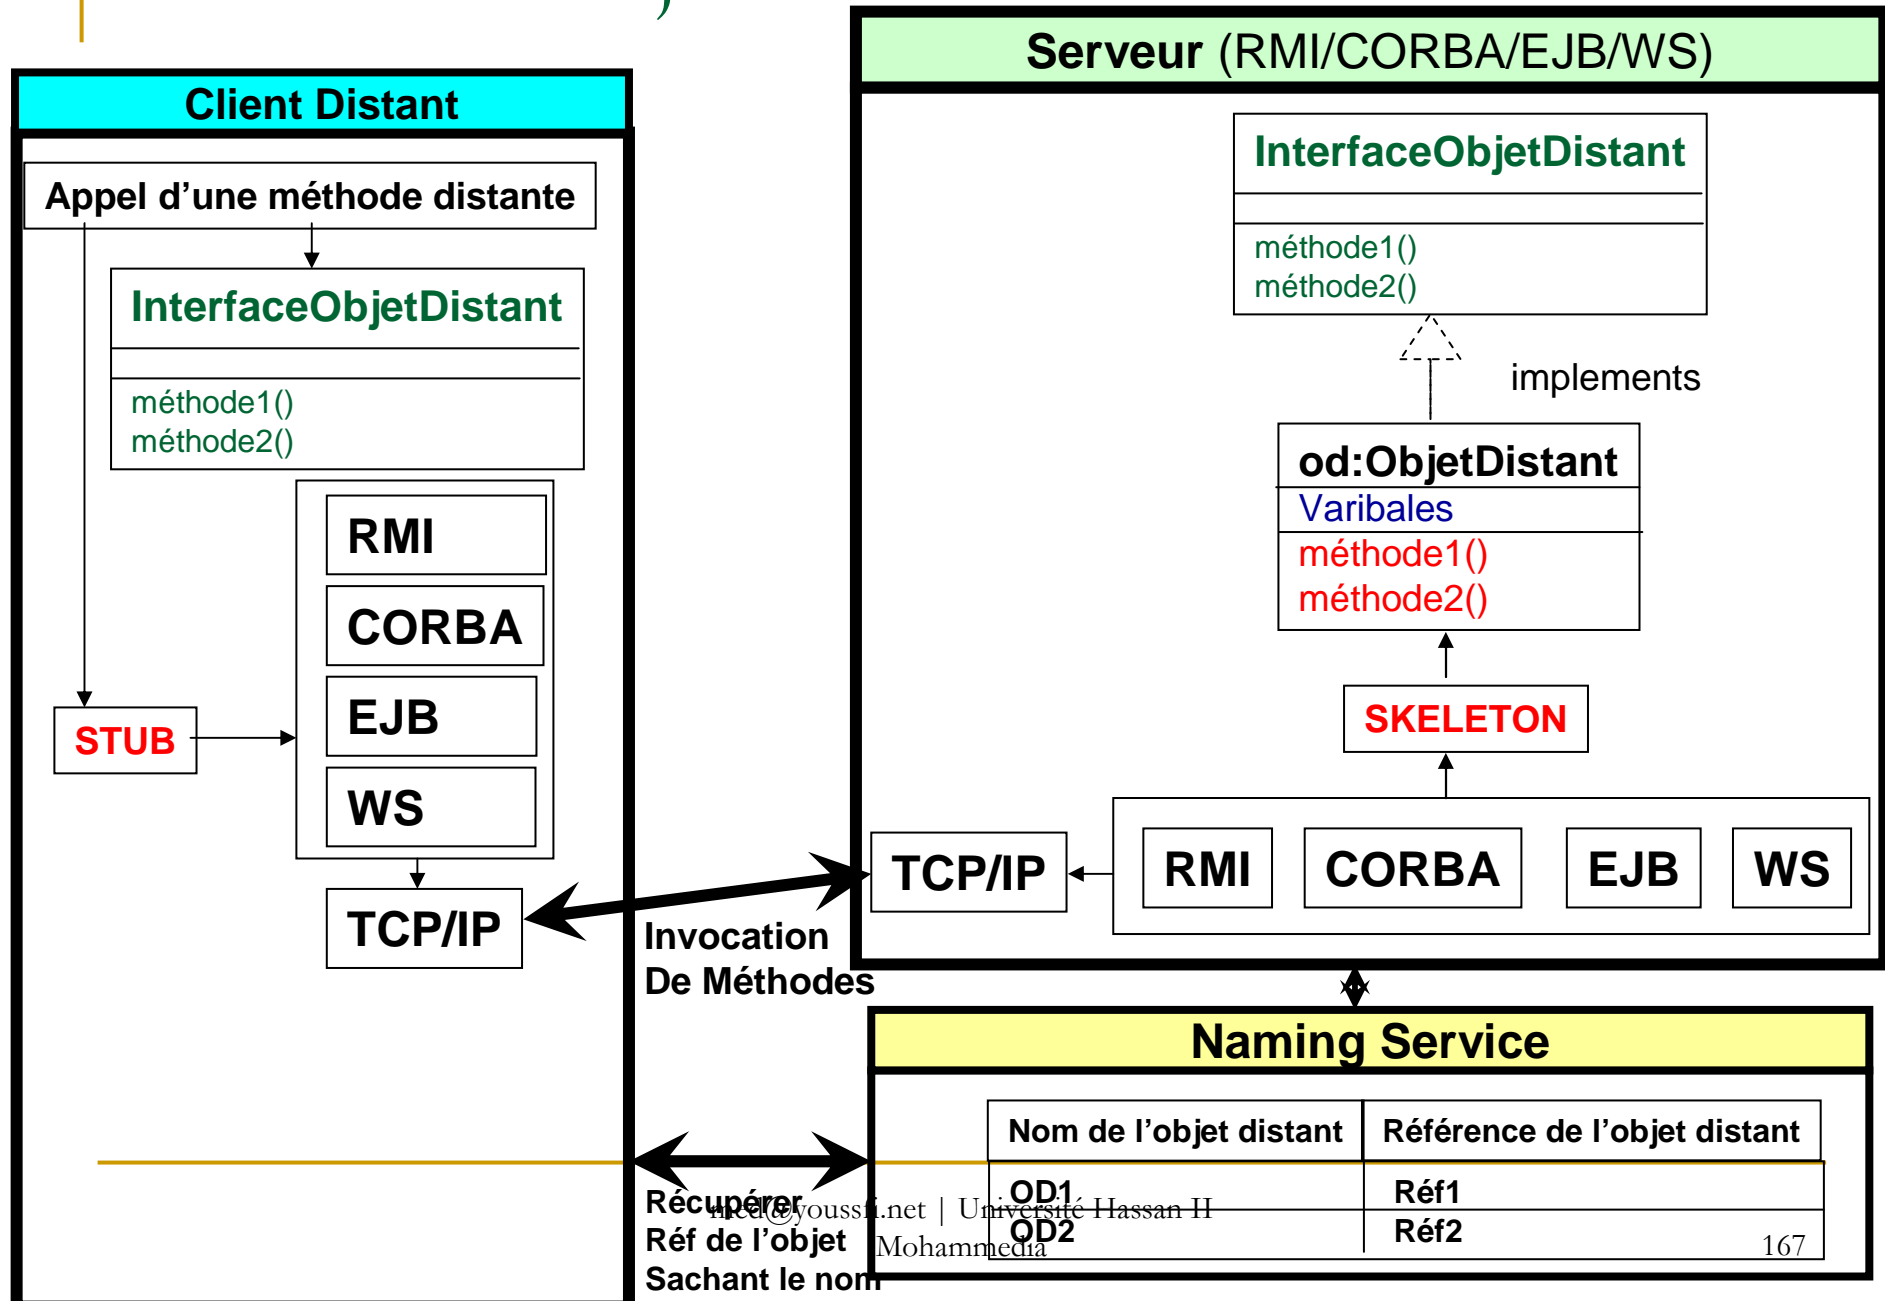 Client Distant
Appel d’une méthode distante
InterfaceObjetDistant
méthode1()
méthode2()
RMI
CORBA
EJB
WS
STUB
TCP/IP
Invocation
De Méthodes
Serveur (RMI/CORBA/EJB/WS)
InterfaceObjetDistant
méthode1()
méthode2()
implements
od:ObjetDistant
Varibales
méthode1()
méthode2()
SKELETON
TCP/IP
RMI
CORBA
EJB
WS
Naming Service
Nom de l’objet distant
Référence de l’objet distant
OD1
Réf1
OD2
Réf2
Récupérer
Réf de l’objet
Sachant le nom
med@youssfi.net | Université Hassan II
Mohammedia
167